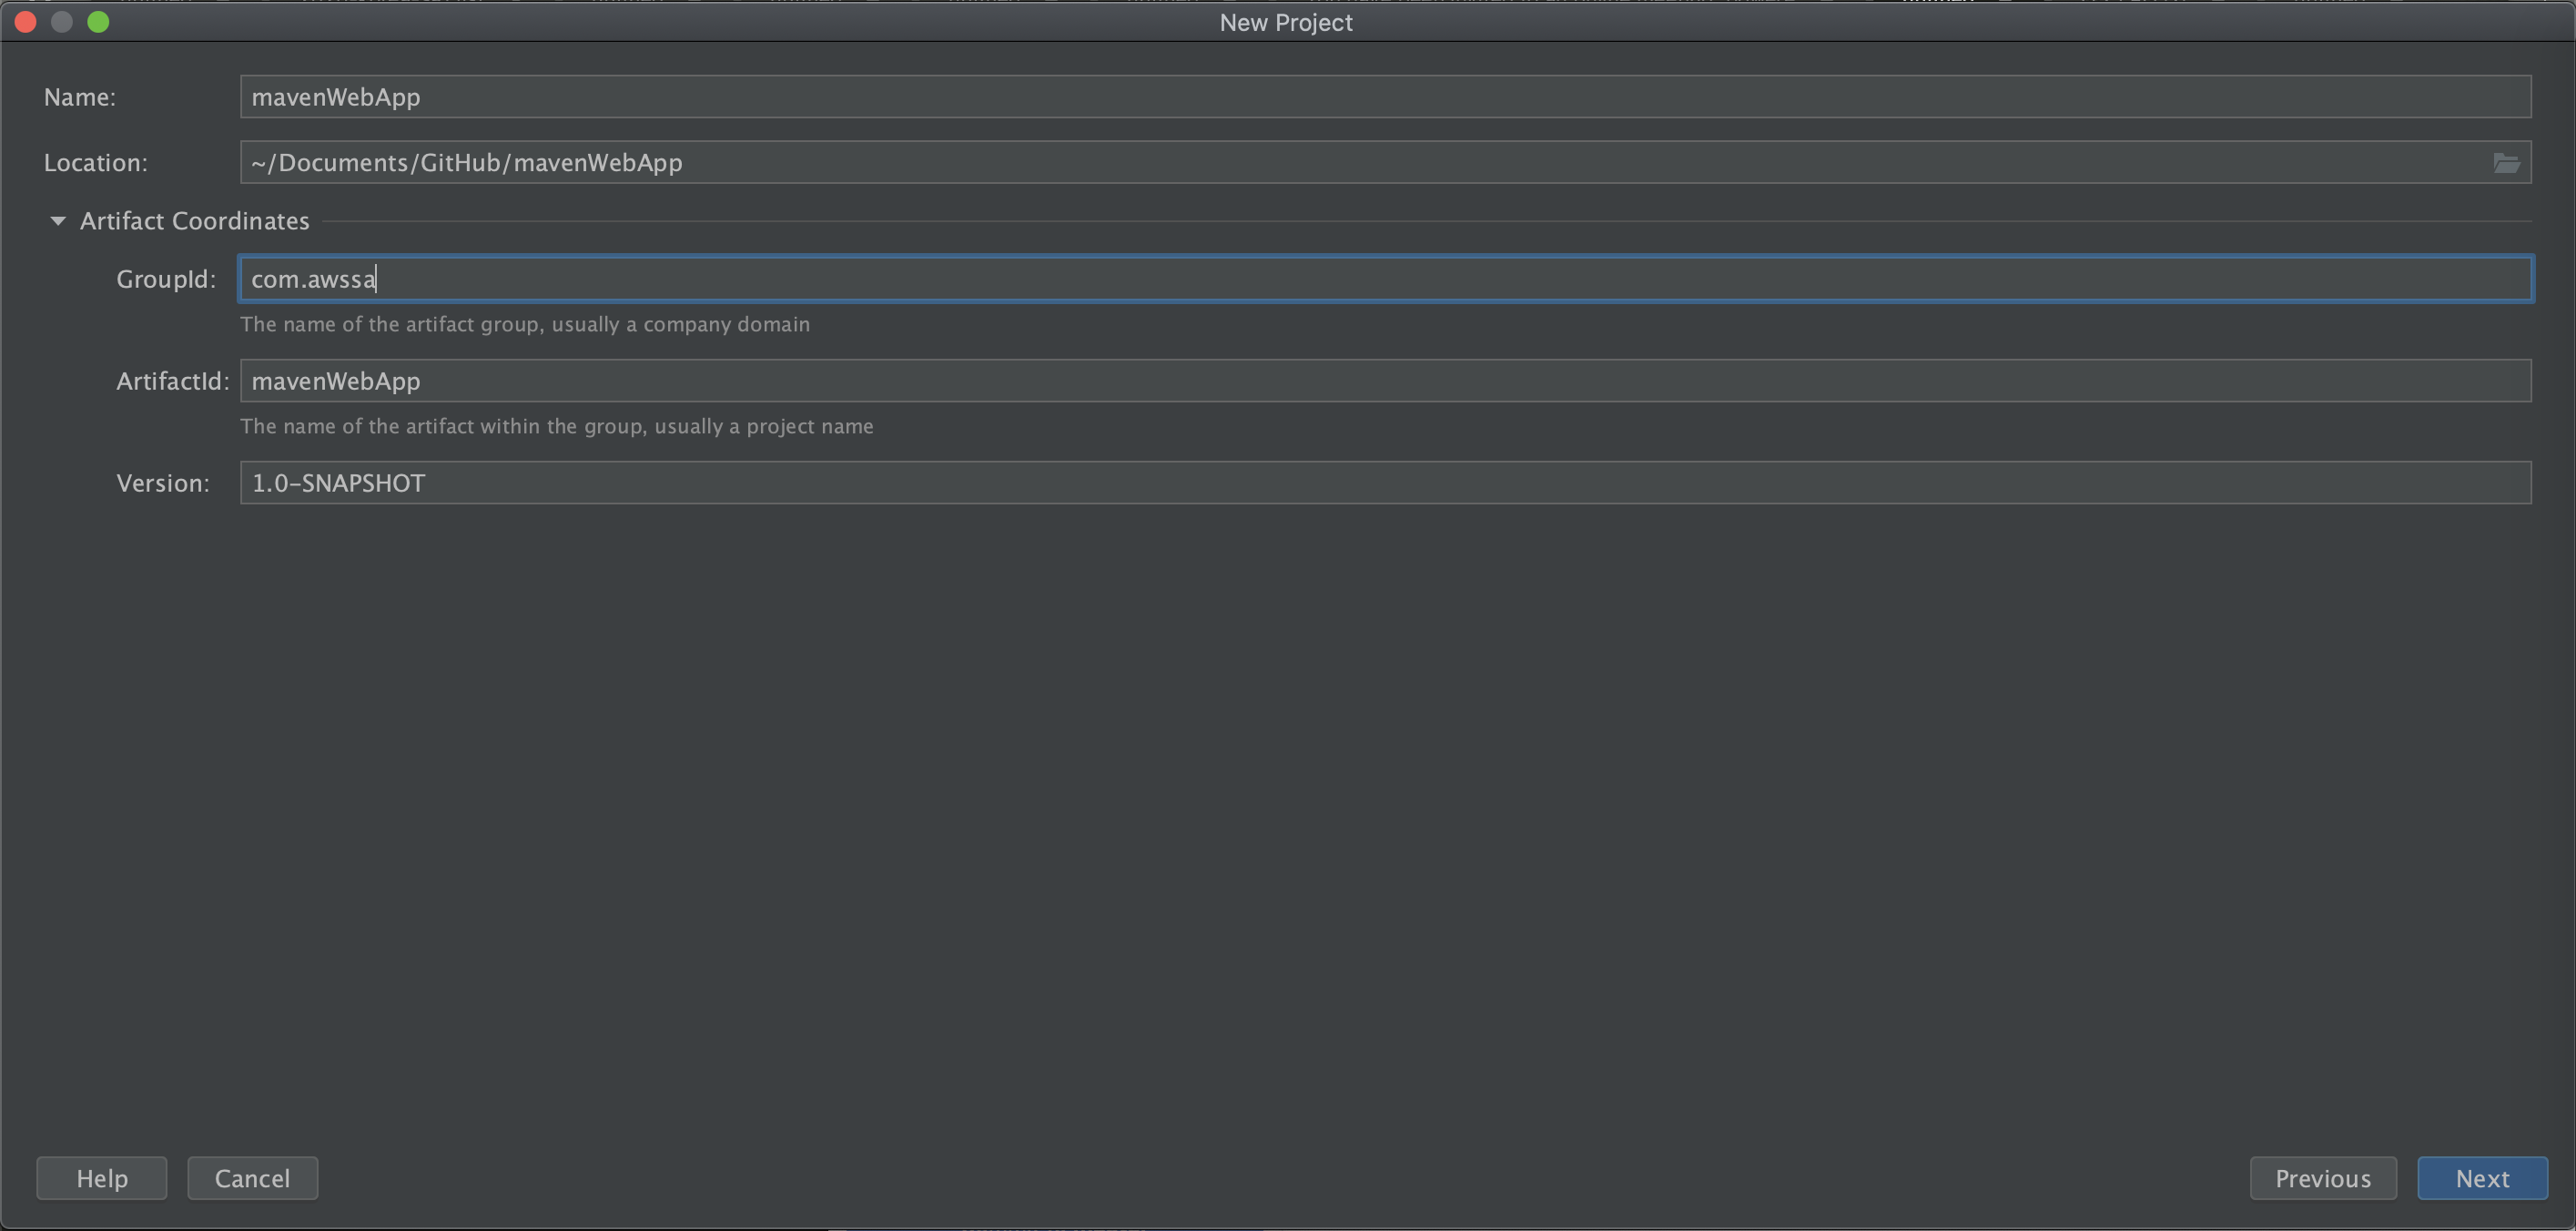 New Project
Name: mavenWebApp
Location: ~/Documents/GitHub/mavenWebApp
Artifact Coordinates
GroupId: com.awssa
The name of the artifact group, usually a company domain
ArtifactId: mavenWebApp
The name of the artifact within the group, usually a project name
Version: 1.0-SNAPSHOT
Help Cancel Previous Next